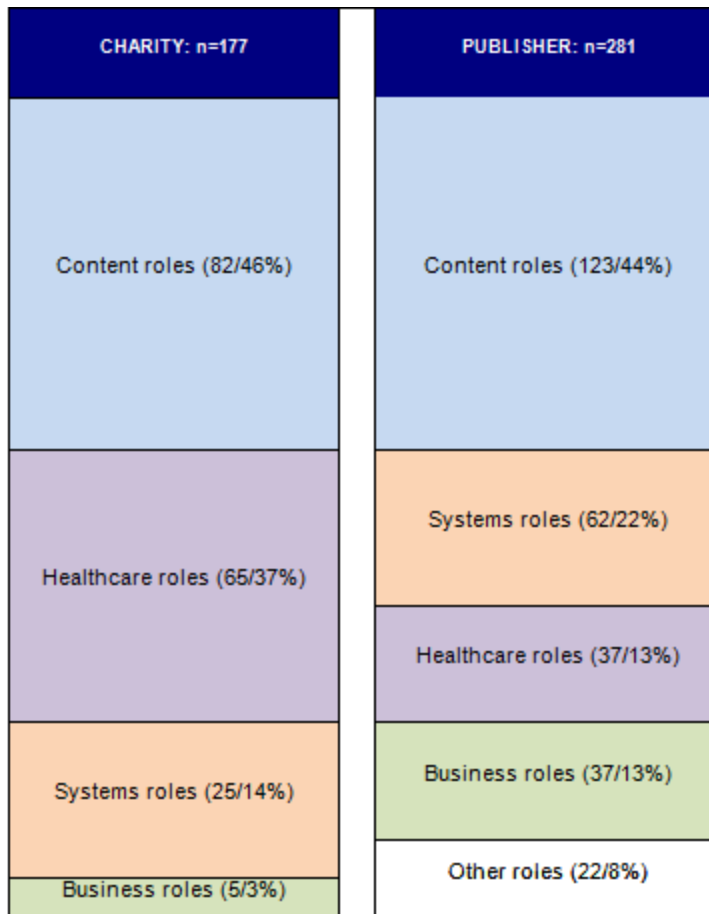 CHARITY: n=177
Content roles (82/46%)
Healthcare roles (65/37%)
Systems roles (25/14%)
Business roles (5/3%)
PUBLISHER: n=281
Content roles (123/44%)
Systems roles (62/22%)
Healthcare roles (37/13%)
Business roles (37/13%)
Other roles (22/8%)